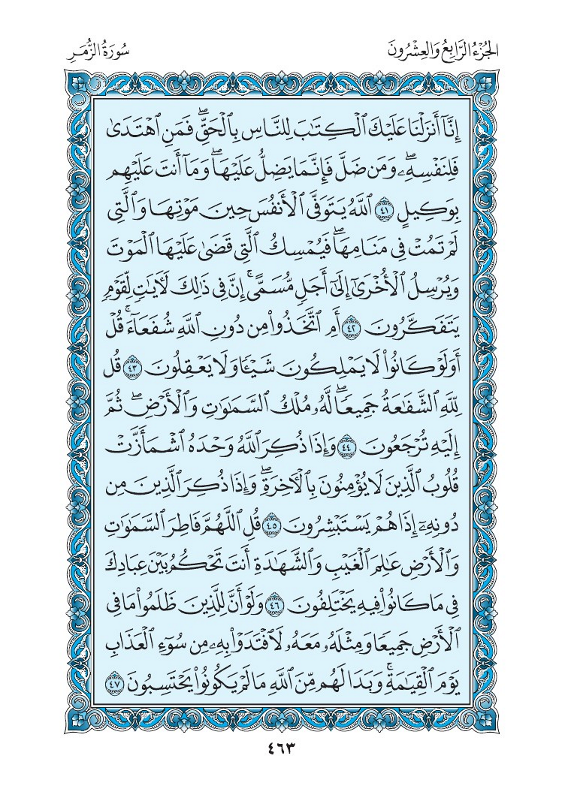 الجُزْءُ الرَّابِعُ وَالعِشْرُونَ
سُورَةُ الزُّمَرِ
إِنَّآ أَنزَلْنَا عَلَيْكَ ٱلْكِتَٰبَ لِلنَّاسِ بِٱلْحَقِّۖ فَمَنِ ٱهْتَدَىٰ
فَلِنَفْسِهِۦۖ وَمَن ضَلَّ فَإِنَّمَا يَضِلُّ عَلَيْهَاۖ وَمَآ أَنتَ عَلَيْهِم
بِوَكِيلٍ ٤١ ٱللَّهُ يَتَوَفَّى ٱلْأَنفُسَ حِينَ مَوْتِهَا وَٱلَّتِى
لَمْ تَمُتْ فِى مَنَامِهَاۖ فَيُمْسِكُ ٱلَّتِى قَضَىٰ عَلَيْهَا ٱلْمَوْتَ
وَيُرْسِلُ ٱلْأُخْرَىٰٓ إِلَىٰٓ أَجَلٍ مُّسَمًّىۚ إِنَّ فِى ذَٰلِكَ لَءَايَٰتٍ لِّقَوْمٍ
يَتَفَكَّرُونَ ٤٢ أَمِ ٱتَّخَذُوا۟ مِن دُونِ ٱللَّهِ شُفَعَآءَۚ قُلْ
أَوَلَوْ كَانُوا۟ لَا يَمْلِكُونَ شَيْـًٔا وَلَا يَعْقِلُونَ ٤٣ قُل
لِّلَّهِ ٱلشَّفَٰعَةُ جَمِيعًاۖ لَّهُۥ مُلْكُ ٱلسَّمَٰوَٰتِ وَٱلْأَرْضِۖ ثُمَّ
إِلَيْهِ تُرْجَعُونَ ٤٤ وَإِذَا ذُكِرَ ٱللَّهُ وَحْدَهُ ٱشْمَأَزَّتْ
قُلُوبُ ٱلَّذِينَ لَا يُؤْمِنُونَ بِٱلْءَاخِرَةِۖ وَإِذَا ذُكِرَ ٱلَّذِينَ مِن
دُونِهِۦٓ إِذَا هُمْ يَسْتَبْشِرُونَ ٤٥ قُلِ ٱللَّهُمَّ فَاطِرَ ٱلسَّمَٰوَٰتِ
وَٱلْأَرْضِ عَٰلِمَ ٱلْغَيْبِ وَٱلشَّهَٰدَةِ أَنتَ تَحْكُمُ بَيْنَ عِبَادِكَ
فِى مَا كَانُوا۟ فِيهِ يَخْتَلِفُونَ ٤٦ وَلَوْ أَنَّ لِلَّذِينَ ظَلَمُوا۟ مَا فِى
ٱلْأَرْضِ جَمِيعًا وَمِثْلَهُۥ مَعَهُۥ لَٱفْتَدَوْا۟ بِهِۦ مِن سُوٓءِ ٱلْعَذَابِ
يَوْمَ ٱلْقِيَٰمَةِۚ وَبَدَا لَهُم مِّنَ ٱللَّهِ مَا لَمْ يَكُونُوا۟ يَحْتَسِبُونَ ٤٧
٤٦٣